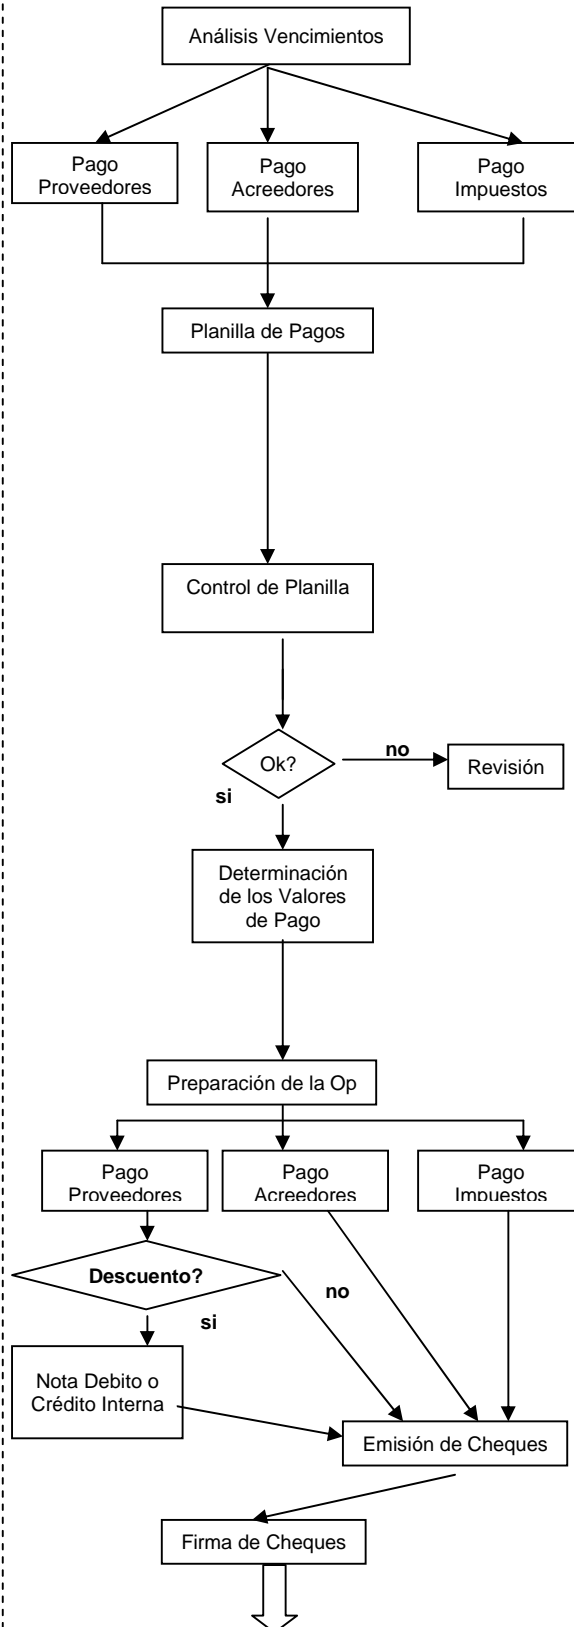 Análisis Vencimientos
Pago
Proveedores
Pago
Acreedores
Pago
Impuestos
Planilla de Pagos
Control de Planilla
Ok?
no
Revisión
si
Determinación
de los Valores
de Pago
Preparación de la Op
Pago
Proveedores
Pago
Acreedores
Pago
Impuestos
Descuento?
no
si
Nota Debito o
Crédito Interna
Emisión de Cheques
Firma de Cheques